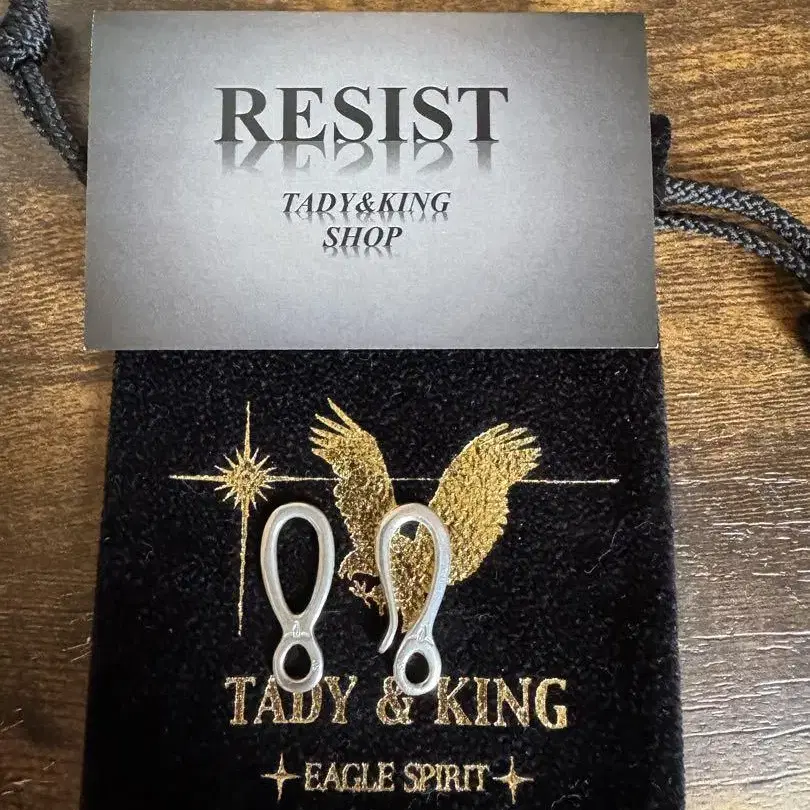 RESIST
TADY&KING
SHOP
TADY & KING
EAGLE SPIRIT